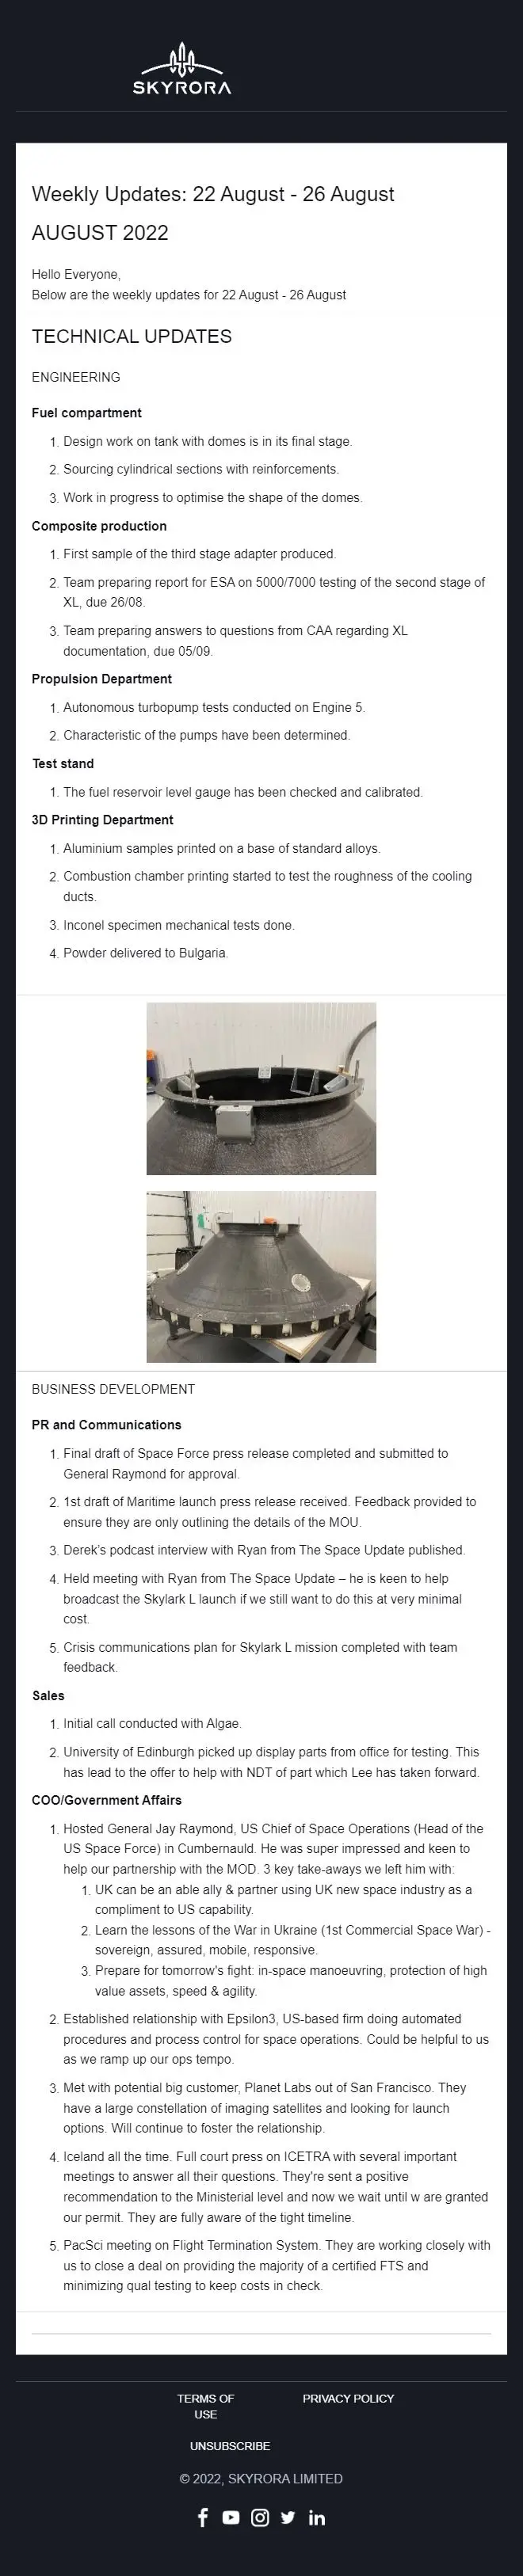 SKYRORA
Weekly Updates: 22 August - 26 August
AUGUST 2022
Hello Everyone,
Below are the weekly updates for 22 August - 26 August
TECHNICAL UPDATES
ENGINEERING
Fuel compartment
1. Design work on tank with domes is in its final stage.
2. Sourcing cylindrical sections with reinforcements.
3. Work in progress to optimise the shape of the domes.
Composite production
1. First sample of the third stage adapter produced.
2. Team preparing report for ESA on 5000/7000 testing of the second stage of
XL, due 26/08.
3. Team preparing answers to questions from CAA regarding XL
documentation, due 05/09.
Propulsion Department
1. Autonomous turbopump tests conducted on Engine 5.
2. Characteristic of the pumps have been determined.
Test stand
1. The fuel reservoir level gauge has been checked and calibrated.
3D Printing Department
1. Aluminium samples printed on a base of standard alloys.
2. Combustion chamber printing started to test the roughness of the cooling
ducts.
3. Inconel specimen mechanical tests done.
4. Powder delivered to Bulgaria.
BUSINESS DEVELOPMENT
PR and Communications
1. Final draft of Space Force press release completed and submitted to
General Raymond for approval.
2. 1st draft of Maritime launch press release received. Feedback provided to
ensure they are only outlining the details of the MOU.
3. Derek's podcast interview with Ryan from The Space Update published.
4. Held meeting with Ryan from The Space Update – he is keen to help
broadcast the Skylark L launch if we still want to do this at very minimal
cost.
5. Crisis communications plan for Skylark L mission completed with team
feedback.
Sales
1. Initial call conducted with Algae.
2. University of Edinburgh picked up display parts from office for testing. This
has lead to the offer to help with NDT of part which Lee has taken forward.
COO/Government Affairs
1. Hosted General Jay Raymond, US Chief of Space Operations (Head of the
US Space Force) in Cumbernauld. He was super impressed and keen to
help our partnership with the MOD. 3 key take-aways we left him with:
1. UK can be an able ally & partner using UK new space industry as a
compliment to US capability.
2. Learn the lessons of the War in Ukraine (1st Commercial Space War) -
sovereign, assured, mobile, responsive.
3. Prepare for tomorrow's fight: in-space manoeuvring, protection of high
value assets, speed & agility.
2. Established relationship with Epsilon3, US-based firm doing automated
procedures and process control for space operations. Could be helpful to us
as we ramp up our ops tempo.
3. Met with potential big customer, Planet Labs out of San Francisco. They
have a large constellation of imaging satellites and looking for launch
options. Will continue to foster the relationship.
4. Iceland all the time. Full court press on ICETRA with several important
meetings to answer all their questions. They're sent a positive
recommendation to the Ministerial level and now we wait until w are granted
our permit. They are fully aware of the tight timeline.
5. PacSci meeting on Flight Termination System. They are working closely with
us to close a deal on providing the majority of a certified FTS and
minimizing qual testing to keep costs in check.
TERMS OF
USE
PRIVACY POLICY
UNSUBSCRIBE
© 2022, SKYRORA LIMITED